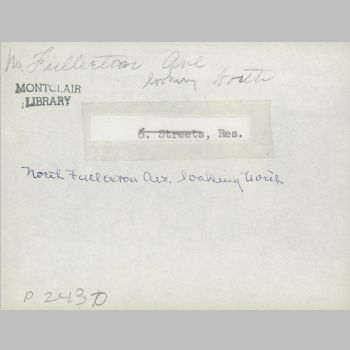 No. Fullerton Ave
looking North
MONTCLAIR
LIBRARY
6. Streets, Res.
North Fullerton Ave. looking North
P 2430